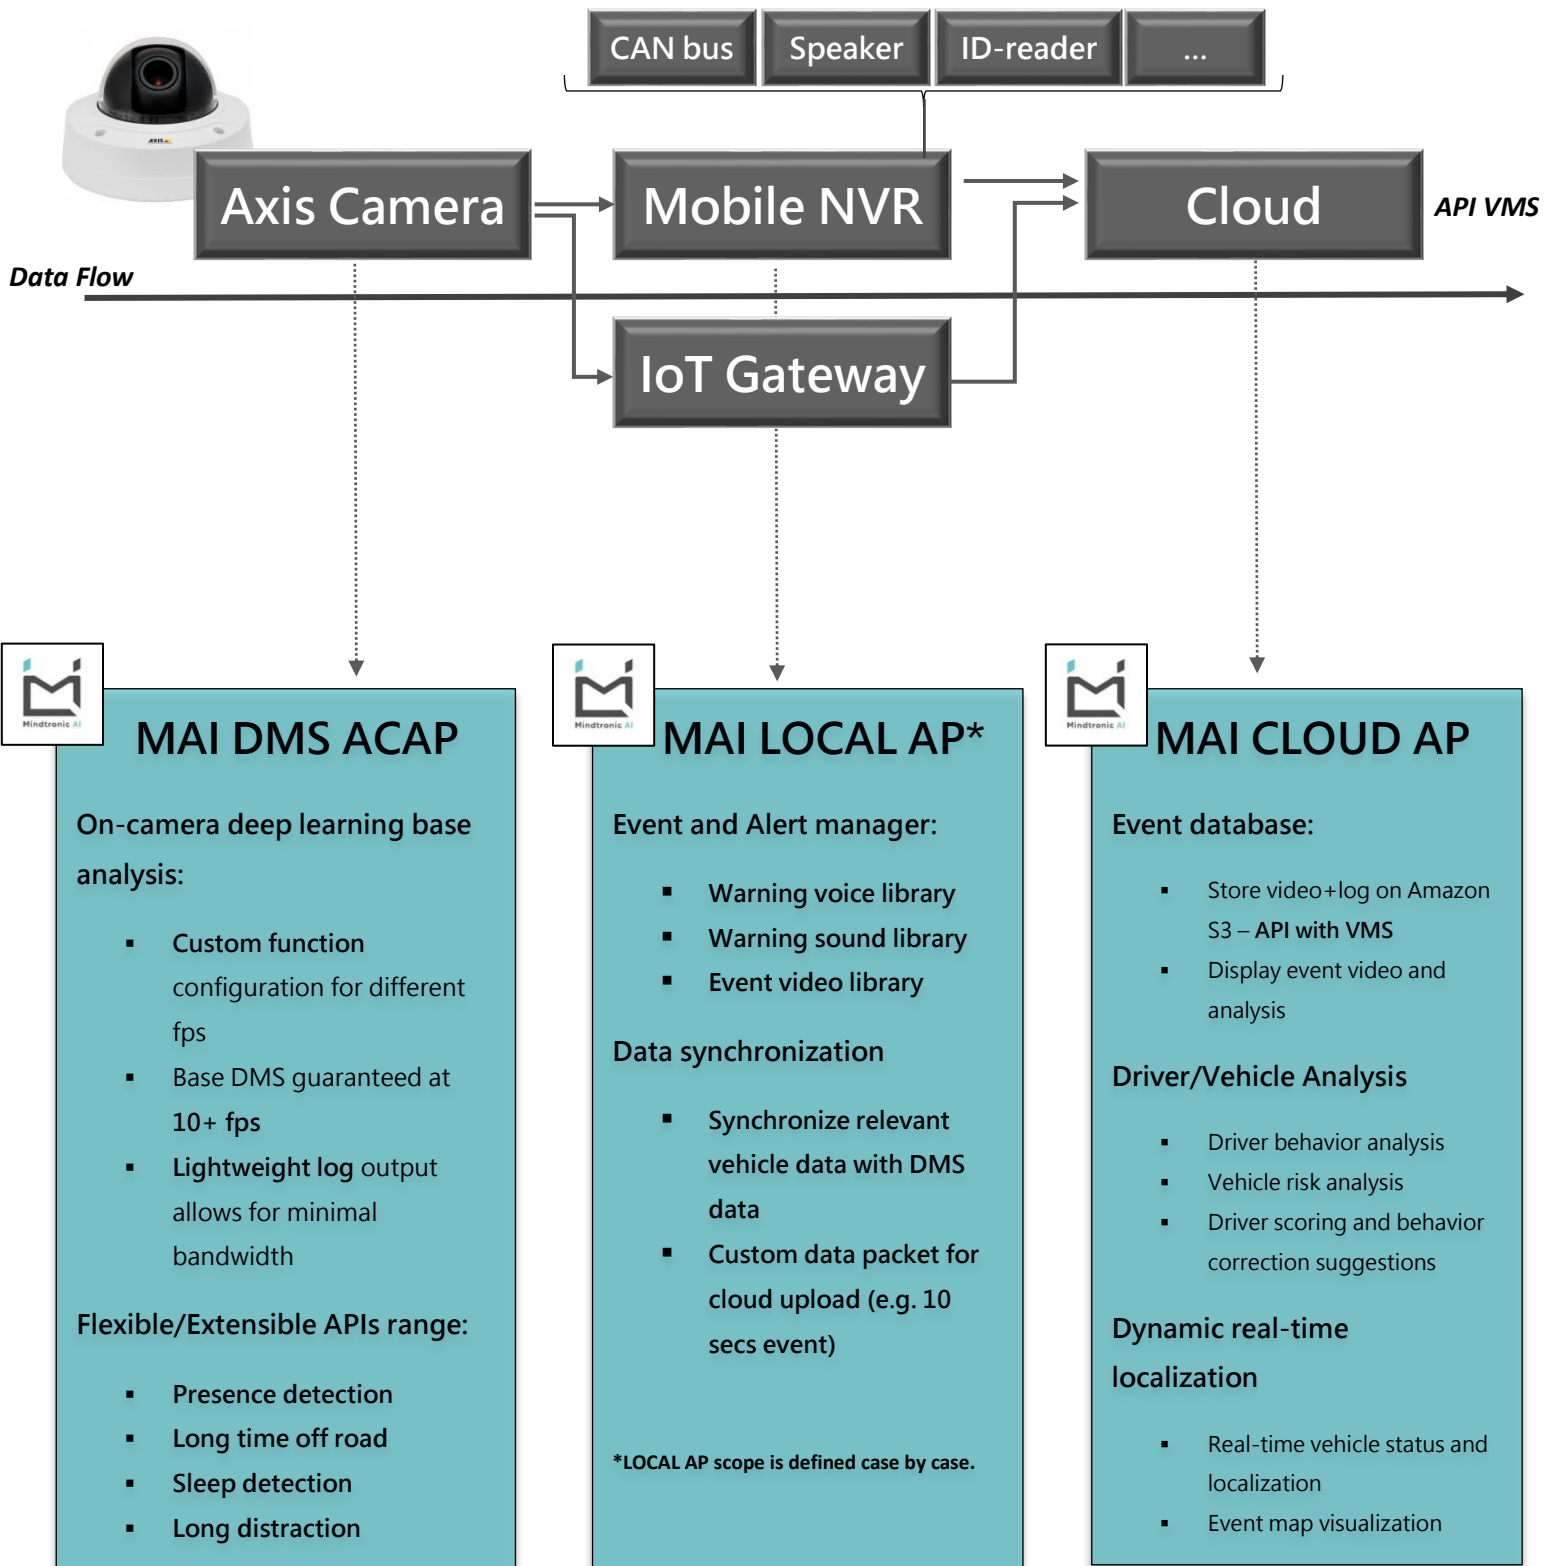 CAN bus
Speaker
ID-reader
...
AXIS
Axis Camera
Mobile NVR
Cloud
API VMS
Data Flow
IoT Gateway
Mindtronic AI
MAI DMS ACAP
On-camera deep learning base
analysis:
▪ Custom function
configuration for different
fps
▪ Base DMS guaranteed at
10+ fps
▪ Lightweight log output
allows for minimal
bandwidth
Flexible/Extensible APIs range:
▪ Presence detection
▪ Long time off road
▪ Sleep detection
▪ Long distraction
Mindtronic AI
MAI LOCAL AP*
Event and Alert manager:
▪ Warning voice library
▪ Warning sound library
▪ Event video library
Data synchronization
▪ Synchronize relevant
vehicle data with DMS
data
▪ Custom data packet for
cloud upload (e.g. 10
secs event)
*LOCAL AP scope is defined case by case.
Mindtronic AI
MAI CLOUD AP
Event database:
▪ Store video+log on Amazon
S3 – API with VMS
▪ Display event video and
analysis
Driver/Vehicle Analysis
▪ Driver behavior analysis
▪ Vehicle risk analysis
▪ Driver scoring and behavior
correction suggestions
Dynamic real-time
localization
▪ Real-time vehicle status and
localization
▪ Event map visualization